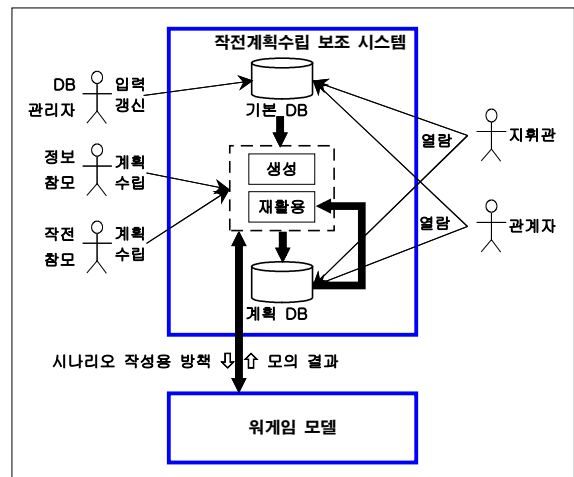 작전계획수립 보조 시스템
DB 관리자
입력 갱신
기본 DB
정보 참모
계획 수립
생성
재활용
작전 참모
계획 수립
계획 DB
열람
지휘관
열람
관계자
시나리오 작성용 방책 ⇩ ⇧ 모의 결과
워게임 모델